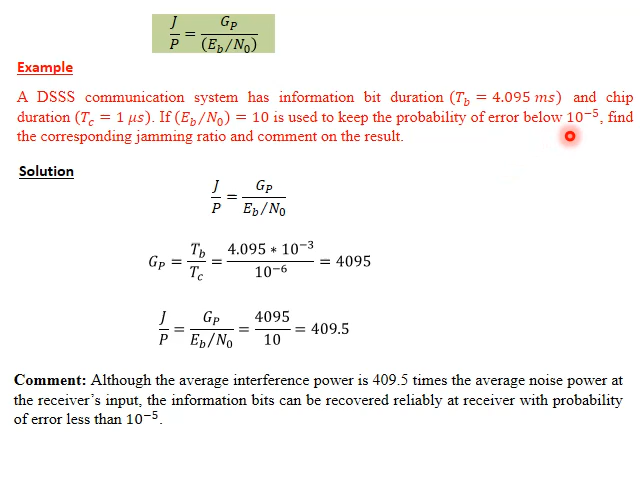 J/P = G_P/(E_b/N_0)
Example
A DSSS communication system has information bit duration (T_b = 4.095 ms) and chip
duration (T_c = 1 μs). If (E_b/N_0) = 10 is used to keep the probability of error below 10^−5, find
the corresponding jamming ratio and comment on the result.
Solution
J/P = G_P/(E_b/N_0)
G_P = T_b/T_c = (4.095 * 10^−3)/10^−6 = 4095
J/P = G_P/(E_b/N_0) = 4095/10 = 409.5
Comment: Although the average interference power is 409.5 times the average noise power at
the receiver's input, the information bits can be recovered reliably at receiver with probability
of error less than 10^−5.